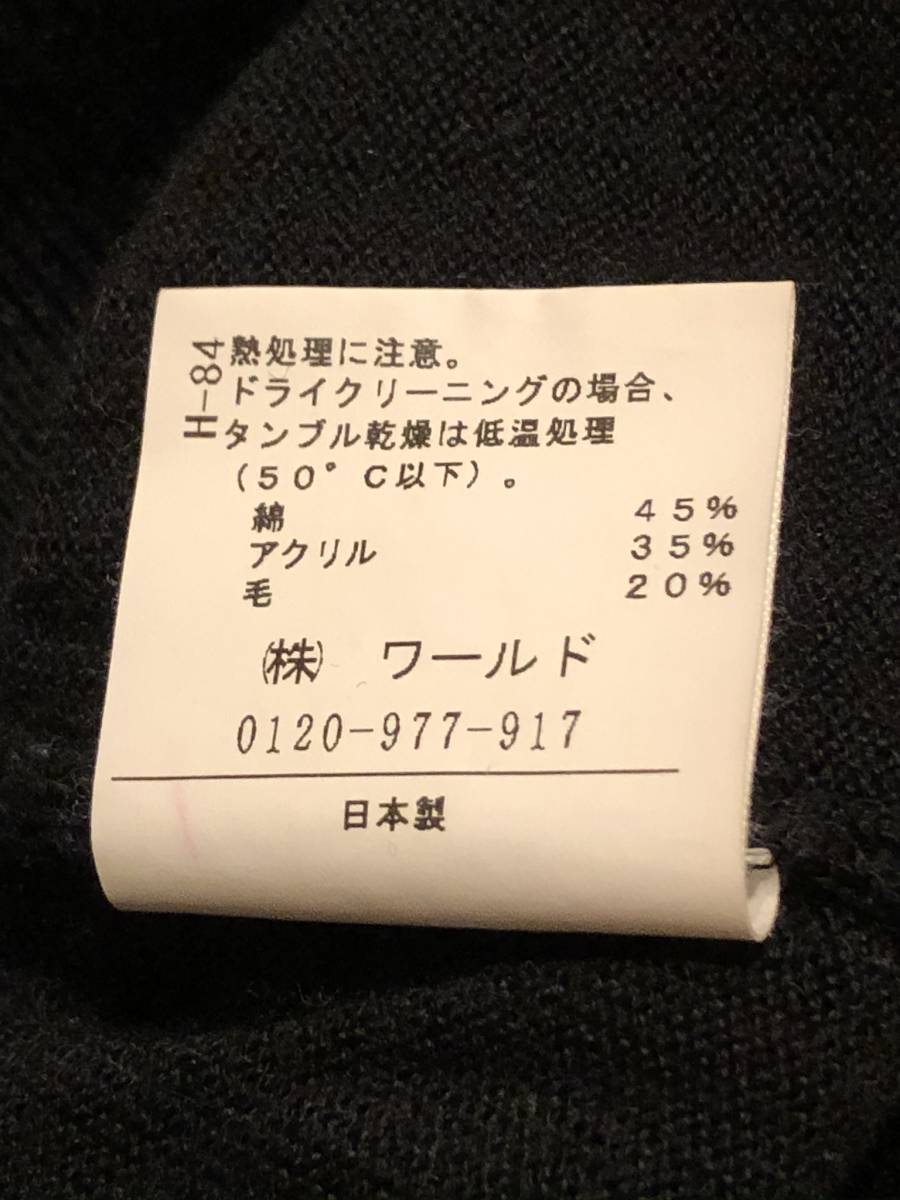 H-84
熱処理に注意。
ドライクリーニングの場合、
タンブル乾燥は低温処理
(50°C以下)。
綿 45%
アクリル 35%
毛 20%
㈱ ワールド
0120-977-917
日本製